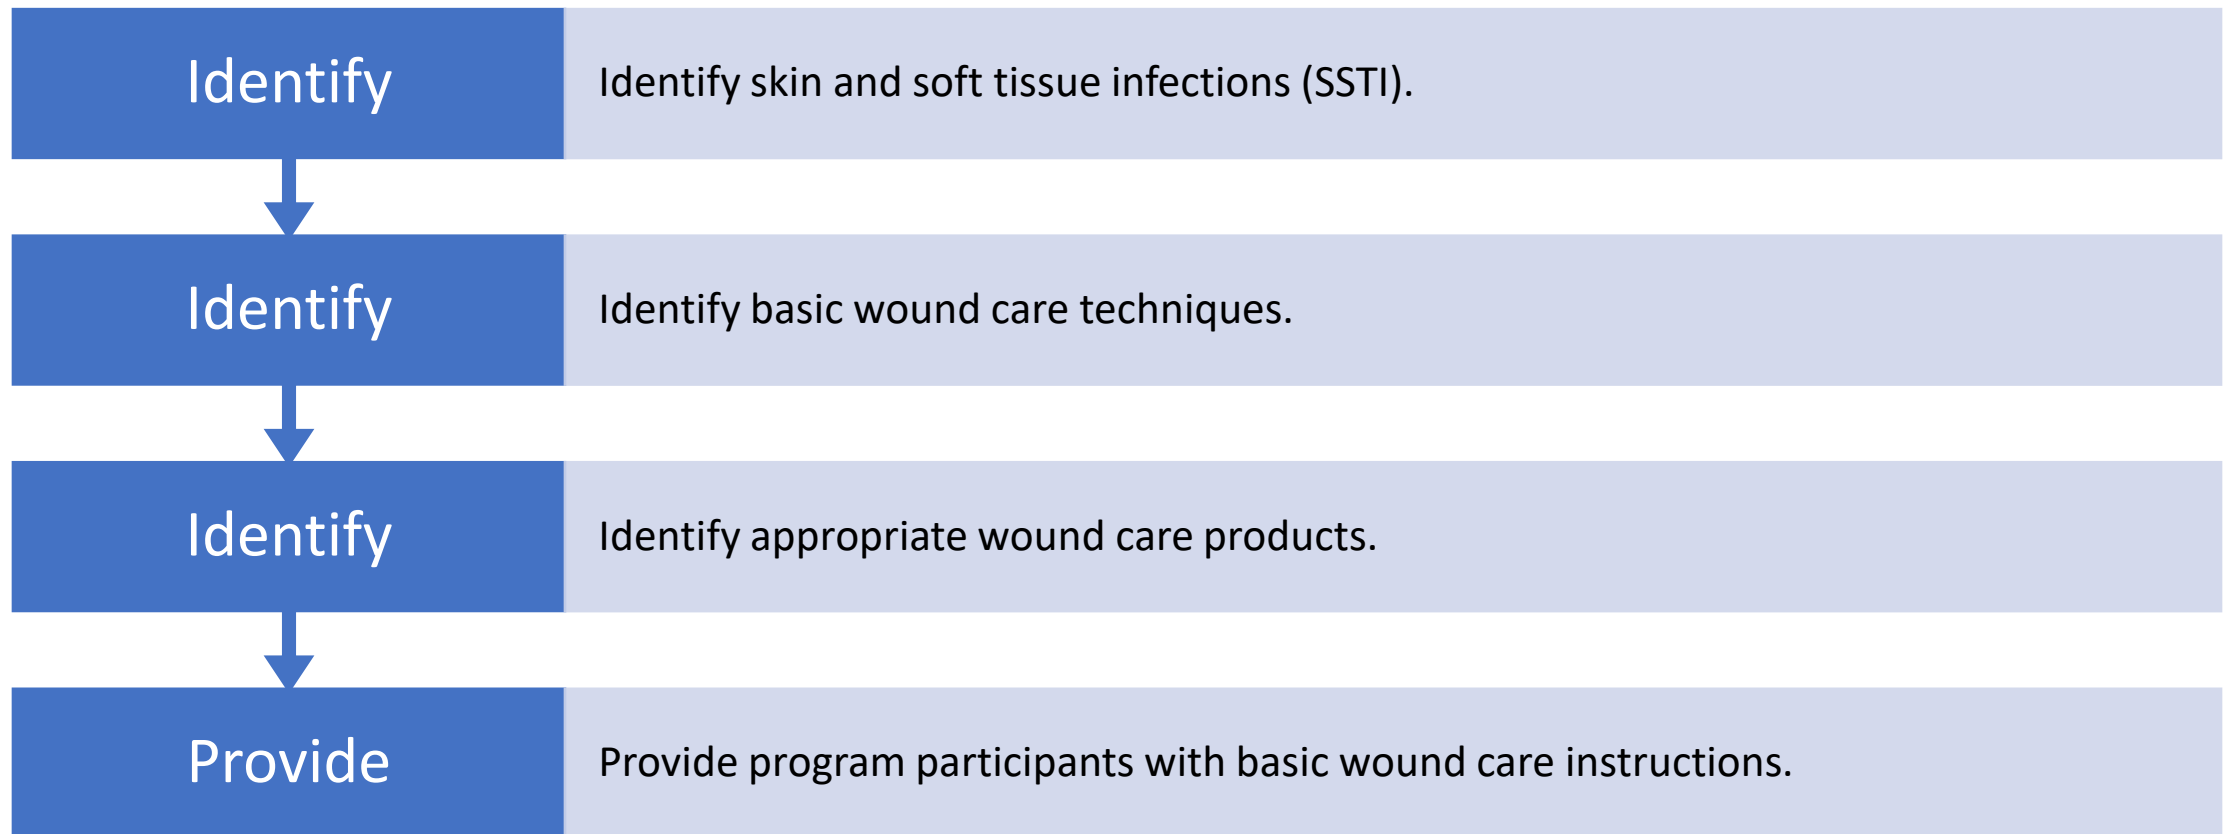 Identify
Identify skin and soft tissue infections (SSTI).
Identify
Identify basic wound care techniques.
Identify
Identify appropriate wound care products.
Provide
Provide program participants with basic wound care instructions.